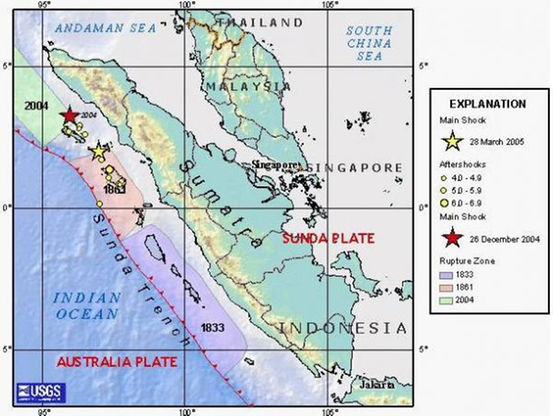 95°
100°
105°
ANDAMAN SEA
THAILAND
SOUTH
CHINA
SEA
5°
5°
MALAYSIA
2004
2004
EXPLANATION
Main Shock
28 March 2005
Aftershocks
4.0 - 4.9
5.0 - 5.9
6.0 - 6.9
Main Shock
26 December 2004
Rupture Zone
1833
1861
2004
Singapore
SINGAPORE
1861
Sumatra
0°
0°
SUNDA PLATE
Sunda Trench
INDIAN
OCEAN
1833
INDONESIA
5°
5°
AUSTRALIA PLATE
Jakarta
USGS
95°
100°
105°